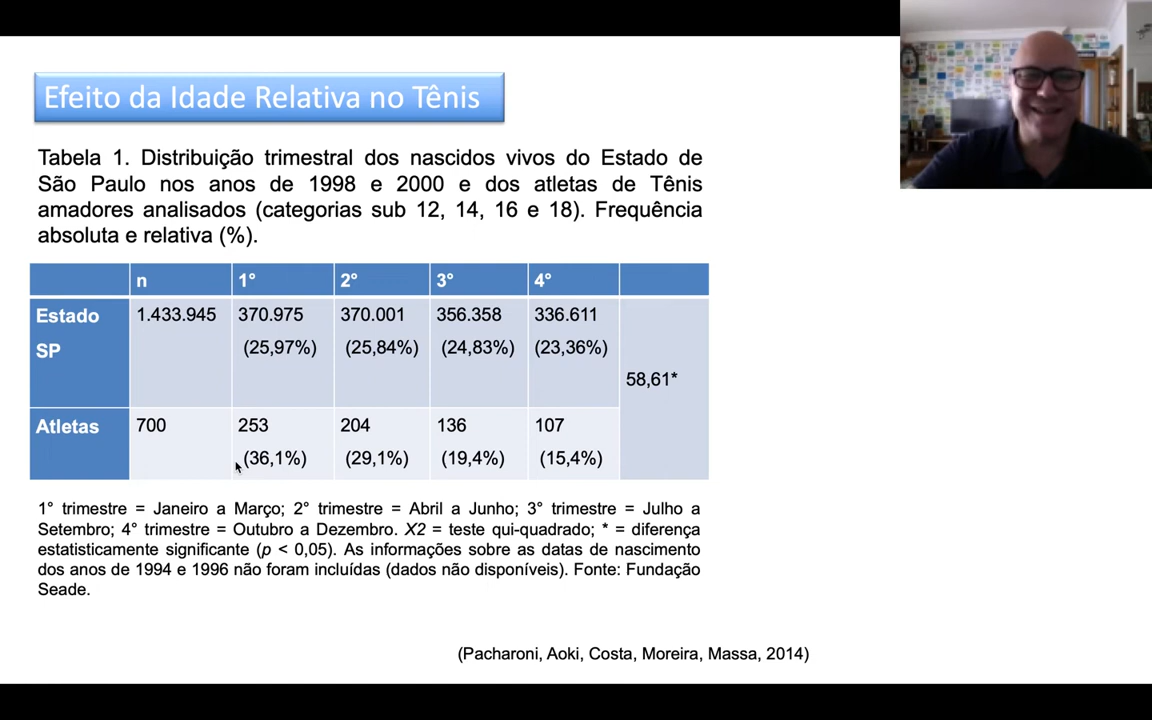 Efeito da Idade Relativa no Tênis
Tabela 1. Distribuição trimestral dos nascidos vivos do Estado de
São Paulo nos anos de 1998 e 2000 e dos atletas de Tênis
amadores analisados (categorias sub 12, 14, 16 e 18). Frequência
absoluta e relativa (%).
n 1° 2° 3° 4°
Estado 1.433.945 370.975 370.001 356.358 336.611
SP (25,97%) (25,84%) (24,83%) (23,36%)
58,61*
Atletas 700 253 204 136 107
(36,1%) (29,1%) (19,4%) (15,4%)
1° trimestre = Janeiro a Março; 2° trimestre = Abril a Junho; 3° trimestre = Julho a
Setembro; 4° trimestre = Outubro a Dezembro. X2 = teste qui-quadrado; * = diferença
estatisticamente significante (p < 0,05). As informações sobre as datas de nascimento
dos anos de 1994 e 1996 não foram incluídas (dados não disponíveis). Fonte: Fundação
Seade.
(Pacharoni, Aoki, Costa, Moreira, Massa, 2014)